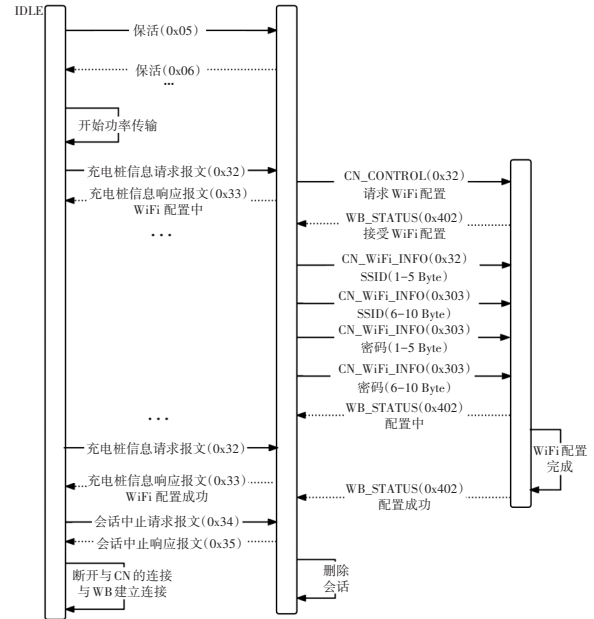 IDLE
保活(0x05)
保活(0x06)
...
开始功率传输
充电桩信息请求报文(0x32)
充电桩信息响应报文(0x33)
WiFi 配置中
...
CN_CONTROL(0x32)
请求 WiFi 配置
WB_STATUS(0x402)
接受 WiFi 配置
CN_WiFi_INFO(0x32)
SSID(1-5 Byte)
CN_WiFi_INFO(0x303)
SSID(6-10 Byte)
CN_WiFi_INFO(0x303)
密码(1-5 Byte)
CN_WiFi_INFO(0x303)
密码(6-10 Byte)
WB_STATUS(0x402)
配置中
...
充电桩信息请求报文(0x32)
WiFi 配置
完成
充电桩信息响应报文(0x33)
WiFi 配置成功
WB_STATUS(0x402)
配置成功
会话中止请求报文(0x34)
会话中止响应报文(0x35)
断开与CN的连接
与WB建立连接
删除
会话